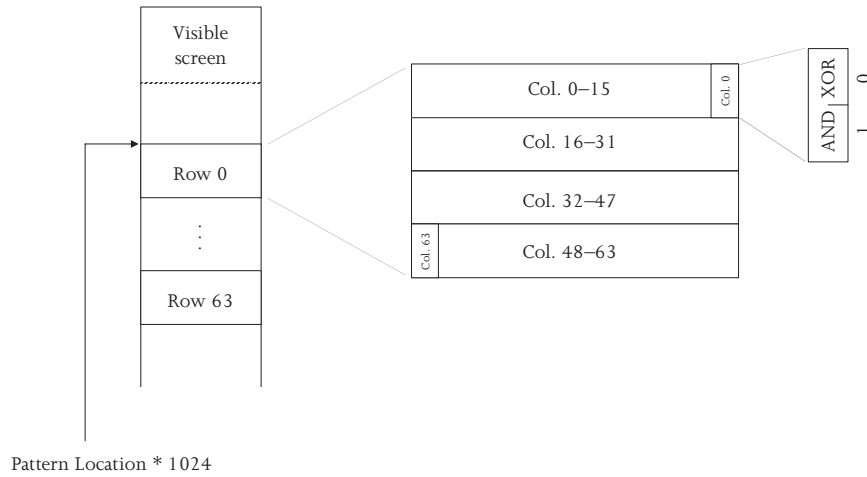 Visible
screen
Row 0
⋮
Row 63
Pattern Location * 1024
Col. 0–15
Col. 0
Col. 16–31
Col. 32–47
Col. 63
Col. 48–63
AND XOR
1 0